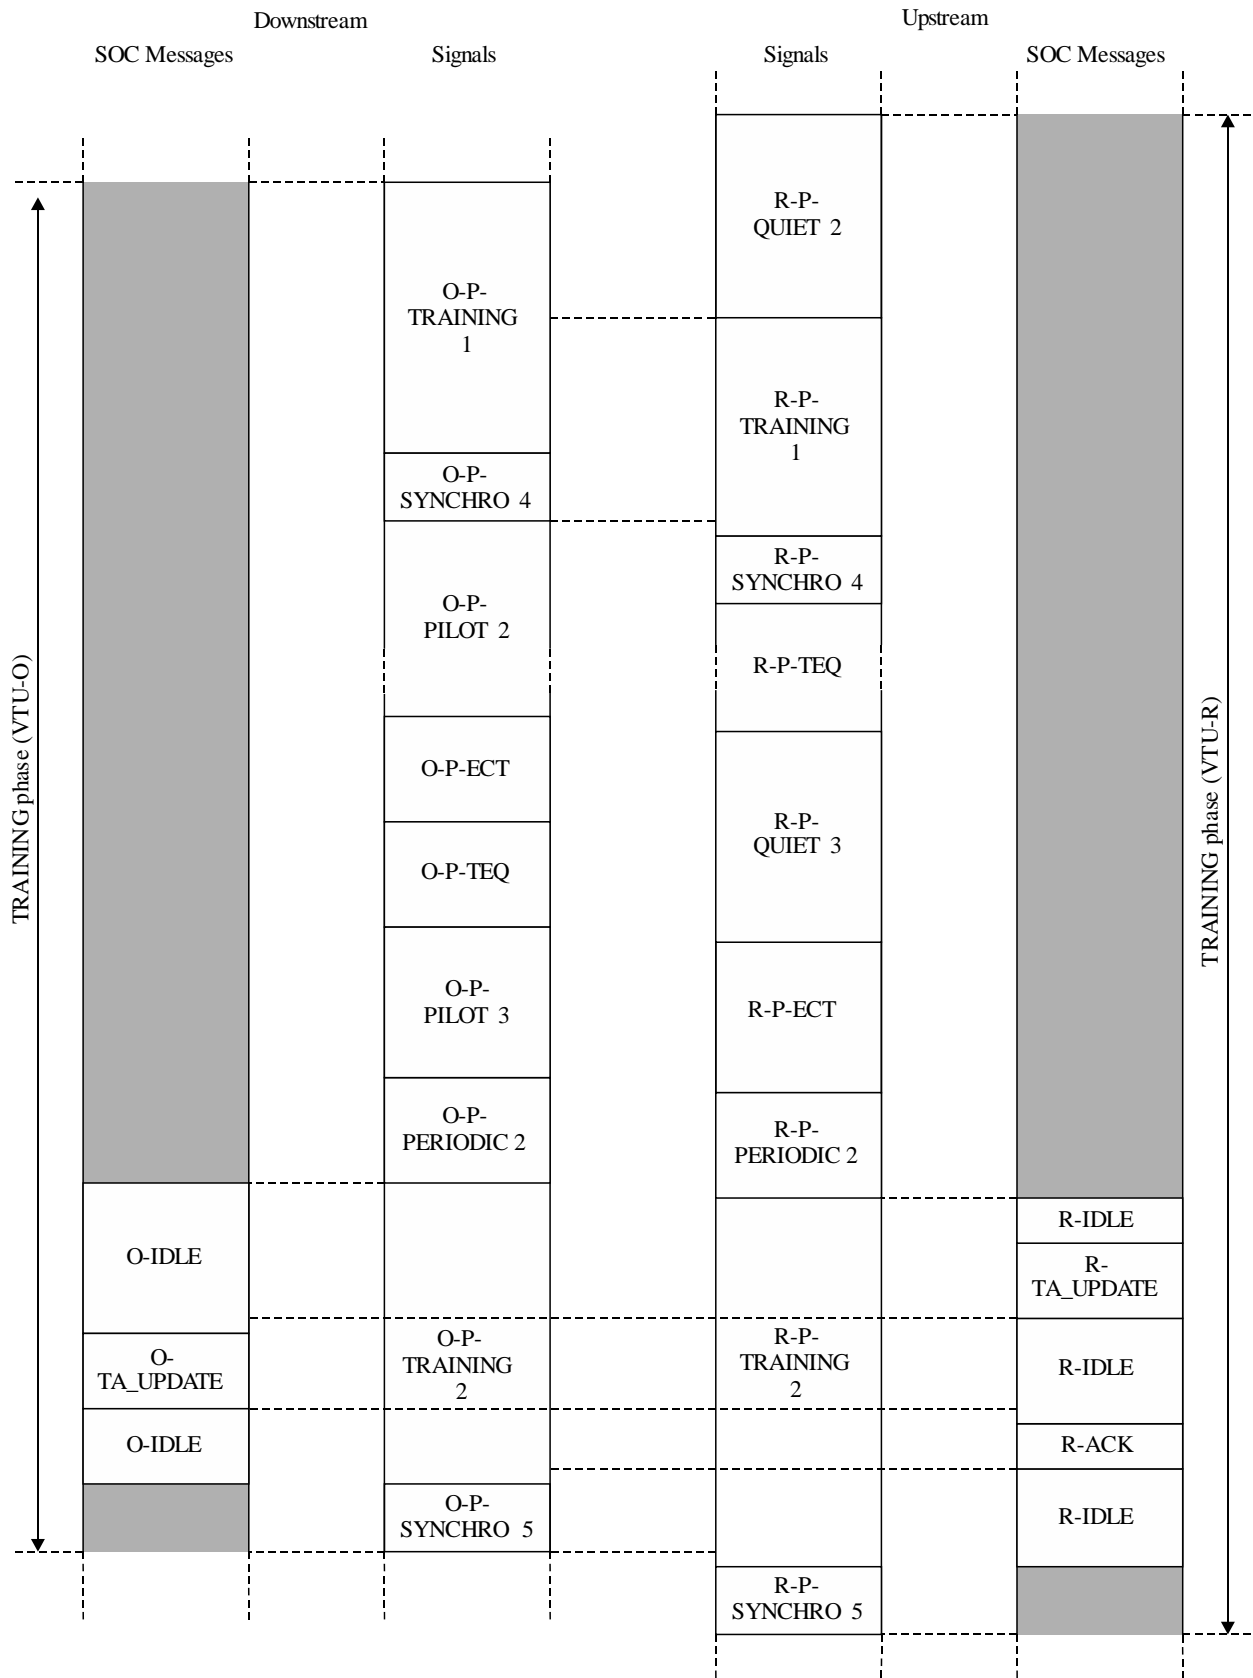 Downstream
Upstream
SOC Messages
Signals
Signals
SOC Messages
TRAINING phase (VTU-O)
O-P-
TRAINING
1
O-P-
SYNCHRO 4
O-P-
PILOT 2
O-P-ECT
O-P-TEQ
O-P-
PILOT 3
O-P-
PERIODIC 2
O-IDLE
O-
TA_UPDATE
O-IDLE
O-P-
TRAINING
2
O-P-
SYNCHRO 5
R-P-
QUIET 2
R-P-
TRAINING
1
R-P-
SYNCHRO 4
R-P-TEQ
R-P-
QUIET 3
R-P-ECT
R-P-
PERIODIC 2
R-P-
TRAINING
2
R-P-
SYNCHRO 5
R-IDLE
R-
TA_UPDATE
R-IDLE
R-ACK
R-IDLE
TRAINING phase (VTU-R)